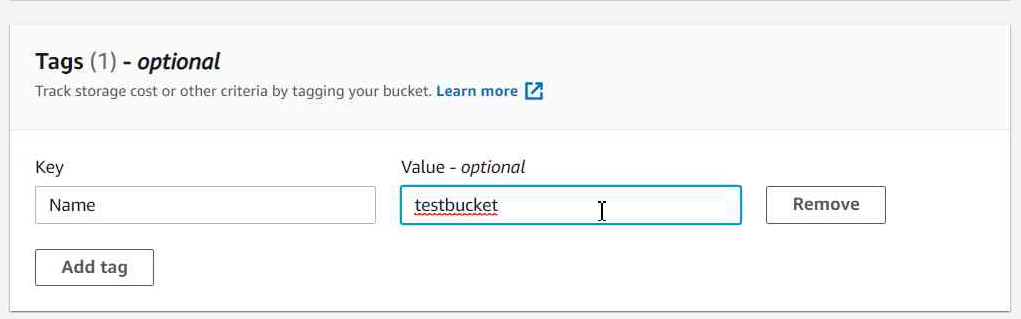 Tags (1) - optional
Track storage cost or other criteria by tagging your bucket. Learn more
Key
Value - optional
Name
testbucket
Remove
Add tag